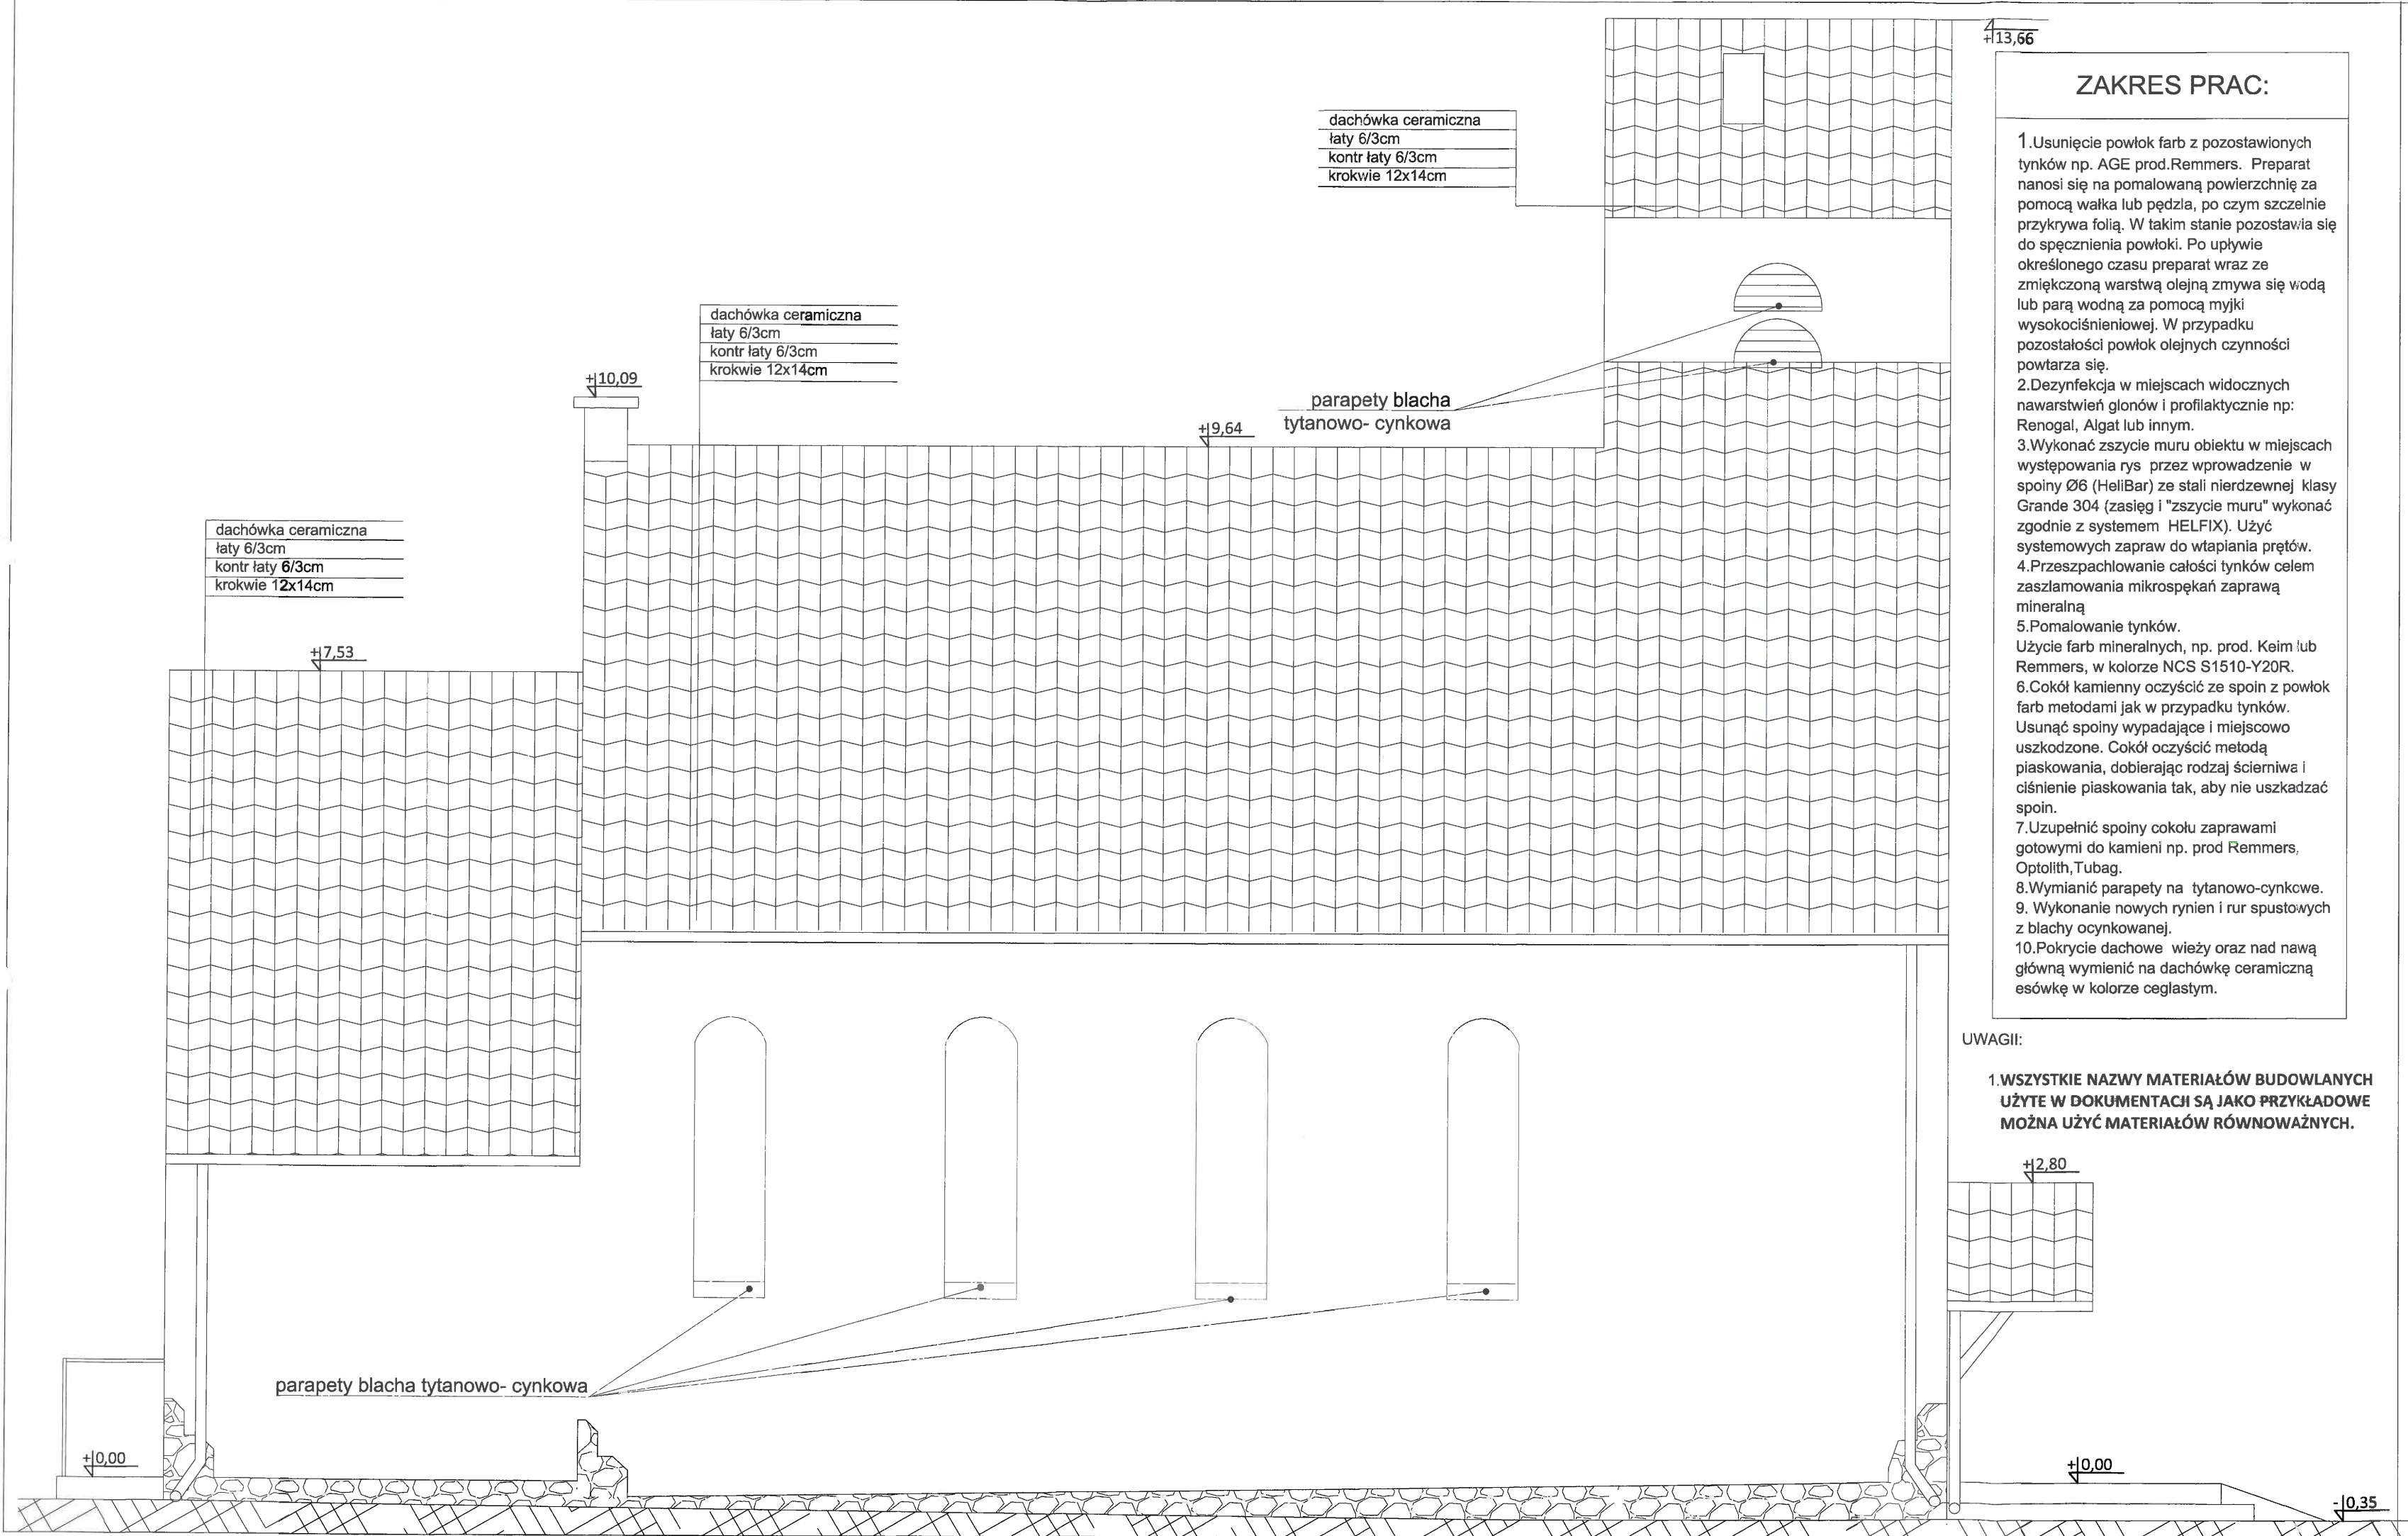 +13,66
ZAKRES PRAC:
1.Usunięcie powłok farb z pozostawionych
tynków np. AGE prod.Remmers. Preparat
nanosi się na pomalowaną powierzchnię za
pomocą wałka lub pędzla, po czym szczelnie
przykrywa folią. W takim stanie pozostawia się
do spęcznienia powłoki. Po upływie
określonego czasu preparat wraz ze
zmiękczoną warstwą olejną zmywa się wodą
lub parą wodną za pomocą myjki
wysokociśnieniowej. W przypadku
pozostałości powłok olejnych czynności
powtarza się.
2.Dezynfekcja w miejscach widocznych
nawarstwień glonów i profilaktycznie np:
Renogal, Algat lub innym.
3.Wykonać zszycie muru obiektu w miejscach
występowania rys przez wprowadzenie w
spoiny Ø6 (HeliBar) ze stali nierdzewnej klasy
Grande 304 (zasięg i "zszycie muru" wykonać
zgodnie z systemem HELFIX). Użyć
systemowych zapraw do wtapiania prętów.
4.Przeszpachlowanie całości tynków celem
zaszlamowania mikrospękań zaprawą
mineralną
5.Pomalowanie tynków.
Użycie farb mineralnych, np. prod. Keim lub
Remmers, w kolorze NCS S1510-Y20R.
6.Cokół kamienny oczyścić ze spoin z powłok
farb metodami jak w przypadku tynków.
Usunąć spoiny wypadające i miejscowo
uszkodzone. Cokół oczyścić metodą
piaskowania, dobierając rodzaj ścierniwa i
ciśnienie piaskowania tak, aby nie uszkadzać
spoin.
7.Uzupełnić spoiny cokołu zaprawami
gotowymi do kamieni np. prod Remmers,
Optolith,Tubag.
8.Wymianić parapety na tytanowo-cynkowe.
9. Wykonanie nowych rynien i rur spustowych
z blachy ocynkowanej.
10.Pokrycie dachowe wieży oraz nad nawą
główną wymienić na dachówkę ceramiczną
esówkę w kolorze ceglastym.
UWAGII:
1.WSZYSTKIE NAZWY MATERIAŁÓW BUDOWLANYCH
UŻYTE W DOKUMENTACJI SĄ JAKO PRZYKŁADOWE
MOŻNA UŻYĆ MATERIAŁÓW RÓWNOWAŻNYCH.
dachówka ceramiczna
łaty 6/3cm
kontr łaty 6/3cm
krokwie 12x14cm
dachówka ceramiczna
łaty 6/3cm
kontr łaty 6/3cm
krokwie 12x14cm
+10,09
parapety blacha
tytanowo- cynkowa
+9,64
dachówka ceramiczna
łaty 6/3cm
kontr łaty 6/3cm
krokwie 12x14cm
+7,53
+2,80
parapety blacha tytanowo- cynkowa
+0,00
+0,00
-0,35